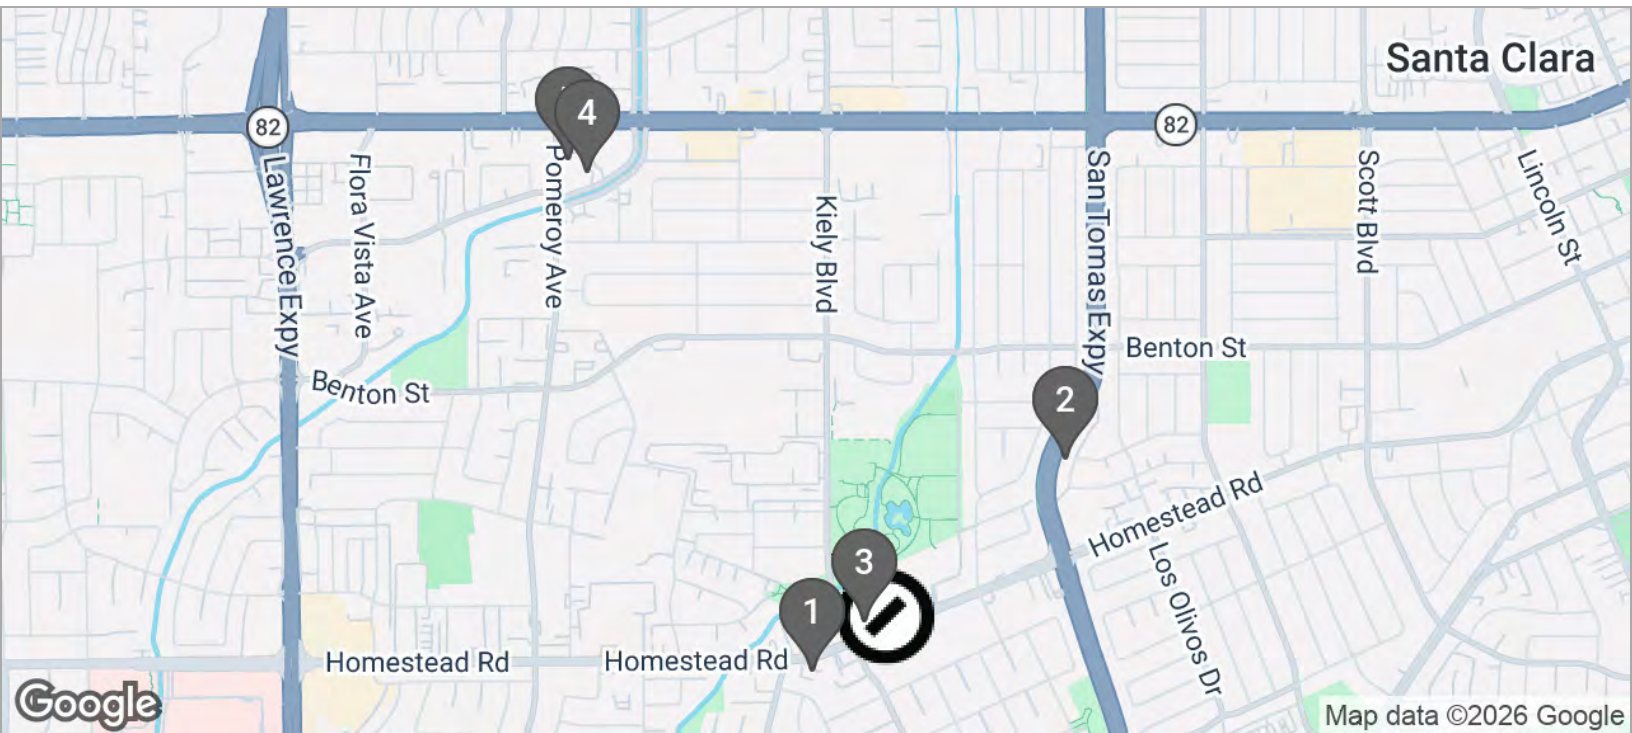 Santa Clara
4
82
82
Lawrence Expy
Flora Vista Ave
Pomeroy Ave
Kiely Blvd
San Tomas Expy
Scott Blvd
Lincoln St
Benton St
Benton St
2
Homestead Rd
3
1
Los Olivos Dr
Homestead Rd
Homestead Rd
Google
Map data ©2026 Google